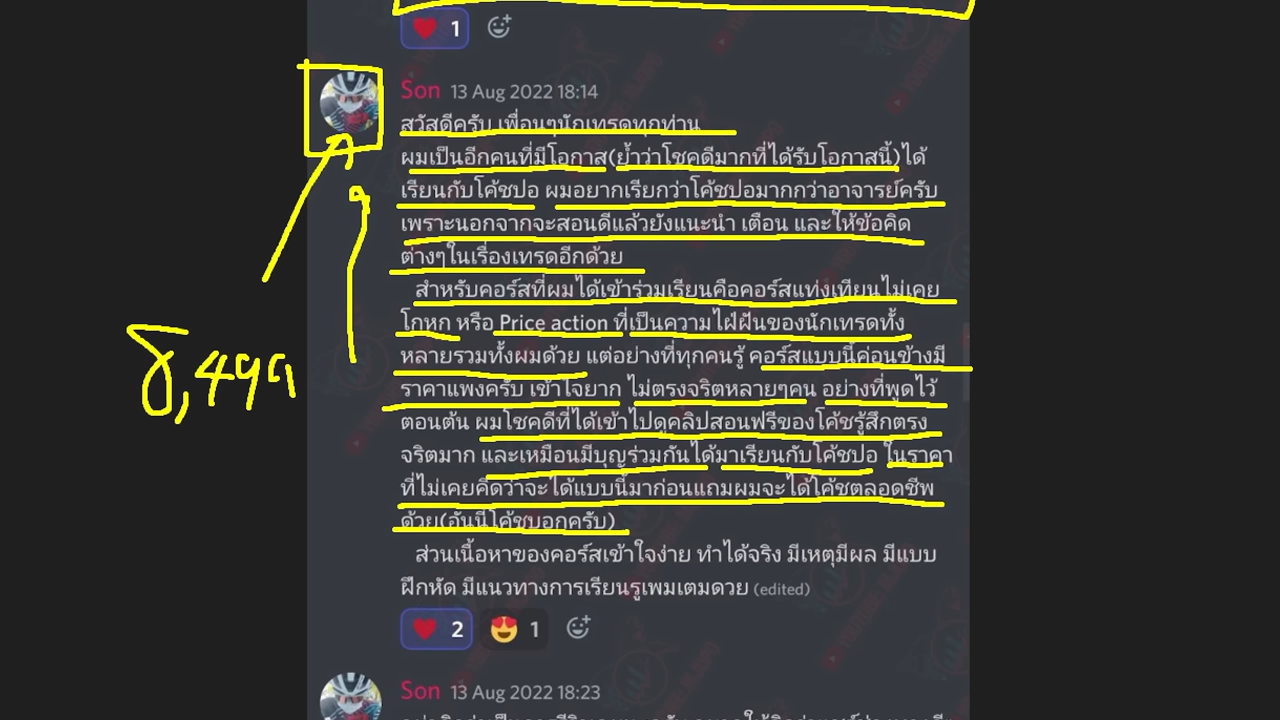 1
Son 13 Aug 2022 18:14
สวัสดีครับ เพื่อนๆนักเทรดทุกท่าน
ผมเป็นอีกคนที่มีโอกาส(ย้ำว่าโชคดีมากที่ได้รับโอกาสนี้)ได้
เรียนกับโค้ชปอ ผมอยากเรียกว่าโค้ชปอมากกว่าอาจารย์ครับ
เพราะนอกจากจะสอนดีแล้วยังแนะนำ เตือน และให้ข้อคิด
ต่างๆในเรื่องเทรดอีกด้วย
สำหรับคอร์สที่ผมได้เข้าร่วมเรียนคือคอร์สแท่งเทียนไม่เคย
โกหก หรือ Price action ที่เป็นความใฝ่ฝันของนักเทรดทั้ง
หลายรวมทั้งผมด้วย แต่อย่างที่ทุกคนรู้ คอร์สแบบนี้ค่อนข้างมี
ราคาแพงครับ เข้าใจยาก ไม่ตรงจริตหลายๆคน อย่างที่พูดไว้
ตอนต้น ผมโชคดีที่ได้เข้าไปดูคลิปสอนฟรีของโค้ชรู้สึกตรง
จริตมาก และเหมือนมีบุญร่วมกันได้มาเรียนกับโค้ชปอ ในราคา
ที่ไม่เคยคิดว่าจะได้แบบนี้มาก่อนแถมผมจะได้โค้ชตลอดชีพ
ด้วย(อันนี้โค้ชบอกครับ)
ส่วนเนื้อหาของคอร์สเข้าใจง่าย ทำได้จริง มีเหตุมีผล มีแบบ
ฝึกหัด มีแนวทางการเรียนรู้เพิ่มเติมด้วย (edited)
2 1
Son 13 Aug 2022 18:23